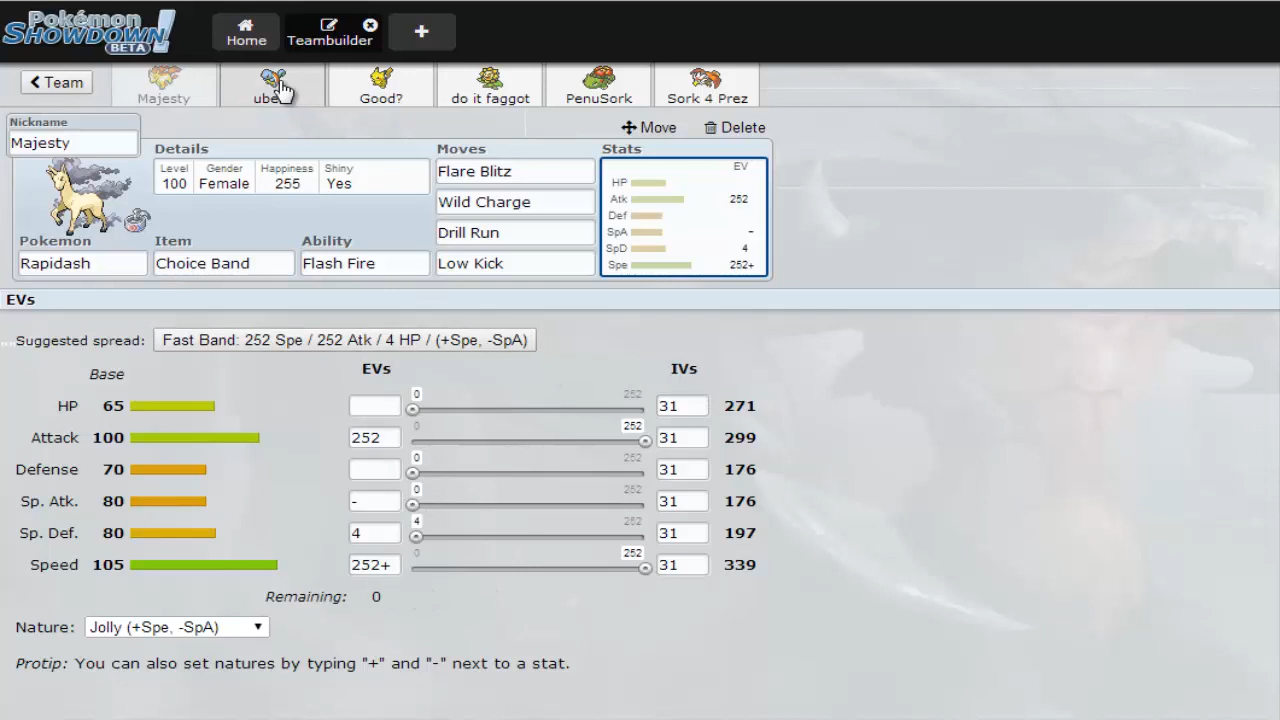 Pokémon
SHOWDOWN!
BETA
Home
Teambuilder
+
Team
Majesty
Good?
do it faggot
PenuSork
Sork 4 Prez
Nickname
Majesty
Move
Delete
Details
Level
Gender
Happiness
Shiny
100
Female
255
Yes
Pokemon
Rapidash
Item
Choice Band
Ability
Flash Fire
Moves
Flare Blitz
Wild Charge
Drill Run
Low Kick
Stats
EV
HP
Atk 252
Def
SpA -
SpD 4
Spe 252+
EVs
Suggested spread: Fast Band: 252 Spe / 252 Atk / 4 HP / (+Spe, -SpA)
Base EVs IVs
HP 65 0 252 31 271
Attack 100 252 0 252 31 299
Defense 70 0 252 31 176
Sp. Atk. 80 - 0 252 31 176
Sp. Def. 80 4 4 252 31 197
Speed 105 252+ 0 252 31 339
Remaining: 0
Nature: Jolly (+Spe, -SpA)
Protip: You can also set natures by typing "+" and "-" next to a stat.